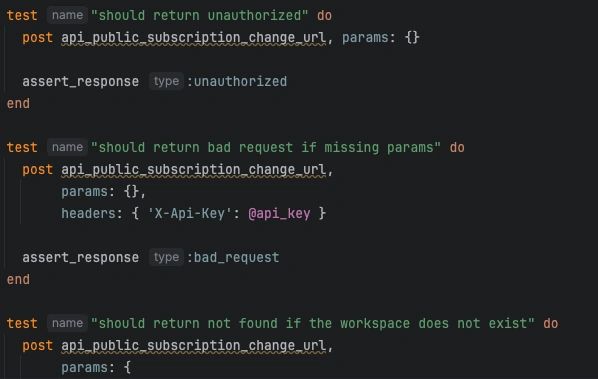 test name "should return unauthorized" do
post api_public_subscription_change_url, params: {}
assert_response type :unauthorized
end
test name "should return bad request if missing params" do
post api_public_subscription_change_url,
params: {},
headers: { 'X-Api-Key': @api_key }
assert_response type :bad_request
end
test name "should return not found if the workspace does not exist" do
post api_public_subscription_change_url,
params: {